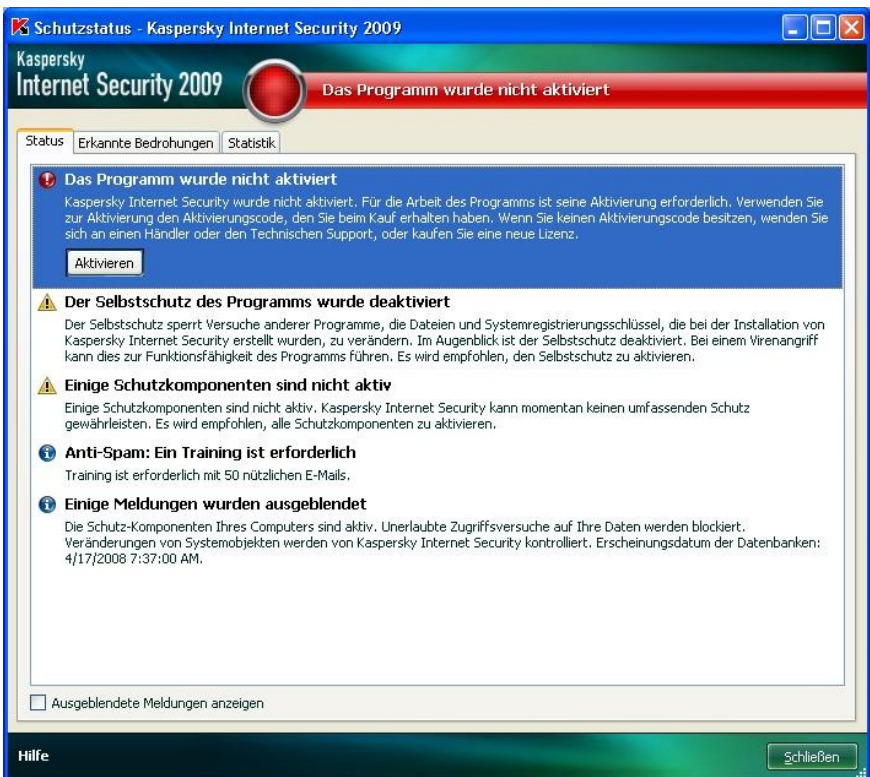 Schutzstatus - Kaspersky Internet Security 2009
Kaspersky
Internet Security 2009
Das Programm wurde nicht aktiviert
Status
Erkannte Bedrohungen
Statistik
Das Programm wurde nicht aktiviert
Kaspersky Internet Security wurde nicht aktiviert. Für die Arbeit des Programms ist seine Aktivierung erforderlich. Verwenden Sie
zur Aktivierung den Aktivierungscode, den Sie beim Kauf erhalten haben. Wenn Sie keinen Aktivierungscode besitzen, wenden Sie
sich an einen Händler oder den Technischen Support, oder kaufen Sie eine neue Lizenz.
Aktivieren
Der Selbstschutz des Programms wurde deaktiviert
Der Selbstschutz sperrt Versuche anderer Programme, die Dateien und Systemregistrierungsschlüssel, die bei der Installation von
Kaspersky Internet Security erstellt wurden, zu verändern. Im Augenblick ist der Selbstschutz deaktiviert. Bei einem Virenangriff
kann dies zur Funktionsfähigkeit des Programms führen. Es wird empfohlen, den Selbstschutz zu aktivieren.
Einige Schutzkomponenten sind nicht aktiv
Einige Schutzkomponenten sind nicht aktiv. Kaspersky Internet Security kann momentan keinen umfassenden Schutz
gewährleisten. Es wird empfohlen, alle Schutzkomponenten zu aktivieren.
Anti-Spam: Ein Training ist erforderlich
Training ist erforderlich mit 50 nützlichen E-Mails.
Einige Meldungen wurden ausgeblendet
Die Schutz-Komponenten Ihres Computers sind aktiv. Unerlaubte Zugriffsversuche auf Ihre Daten werden blockiert.
Veränderungen von Systemobjekten werden von Kaspersky Internet Security kontrolliert. Erscheinungsdatum der Datenbanken:
4/17/2008 7:37:00 AM.
Ausgeblendete Meldungen anzeigen
Hilfe
Schließen